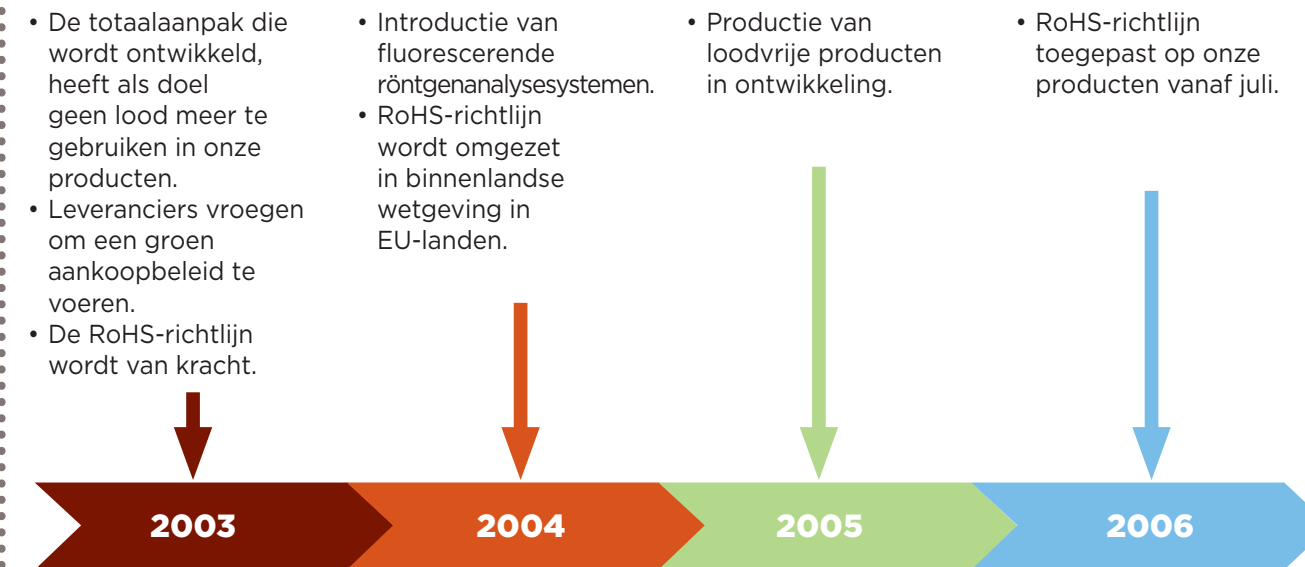 • De totaalaanpak die
wordt ontwikkeld,
heeft als doel
geen lood meer te
gebruiken in onze
producten.
• Leveranciers vroegen
om een groen
aankoopbeleid te
voeren.
• De RoHS-richtlijn
wordt van kracht.
• Introductie van
fluorescerende
röntgenanalysesystemen.
• RoHS-richtlijn
wordt omgezet
in binnenlandse
wetgeving in
EU-landen.
• Productie van
loodvrije producten
in ontwikkeling.
• RoHS-richtlijn
toegepast op onze
producten vanaf juli.
2003
2004
2005
2006